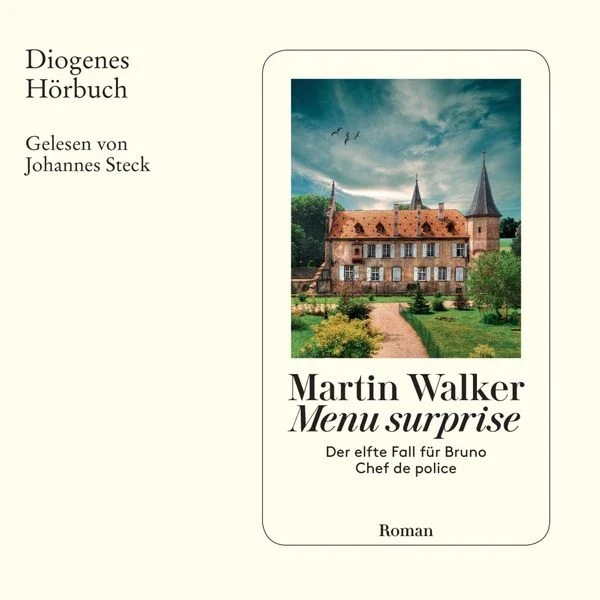 Diogenes
Hörbuch
Gelesen von
Johannes Steck
Martin Walker
Menu surprise
Der elfte Fall für Bruno
Chef de police
Roman